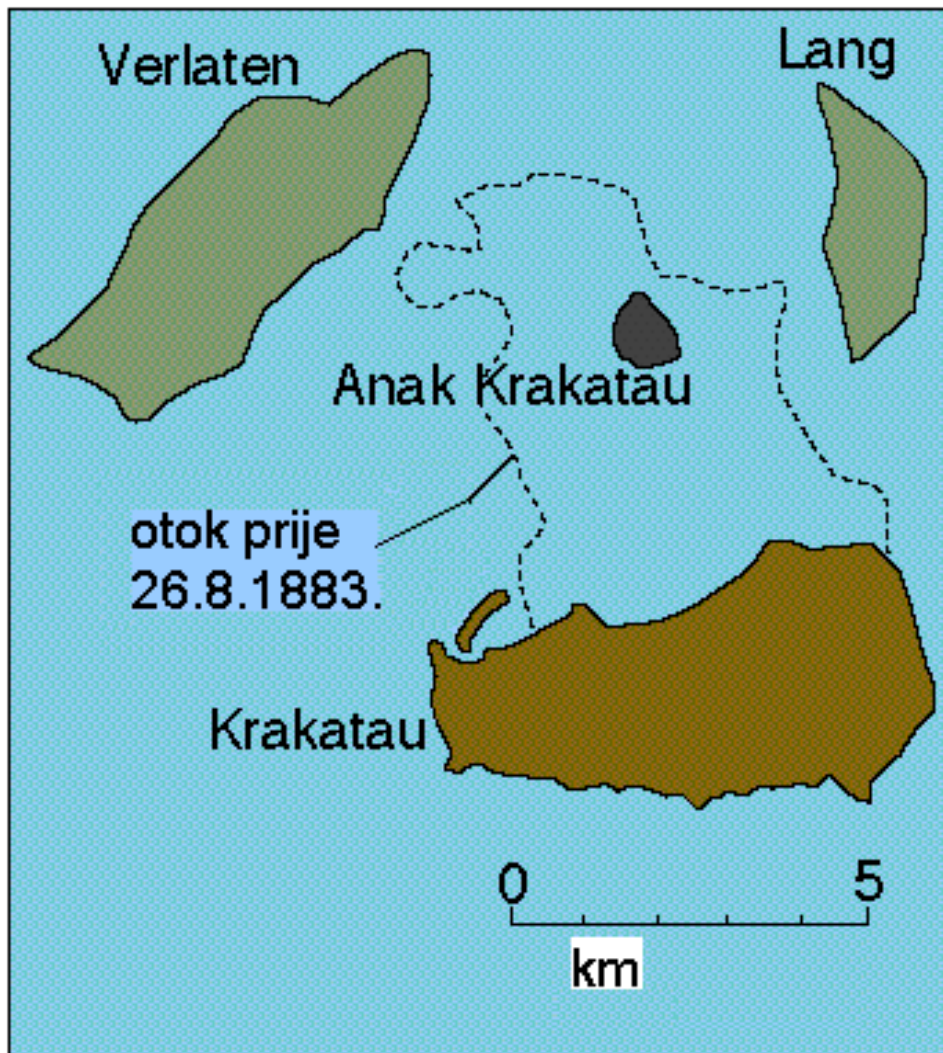 Verlaten
Lang
Anak Krakatau
otok prije
26.8.1883.
Krakatau
0 5
km